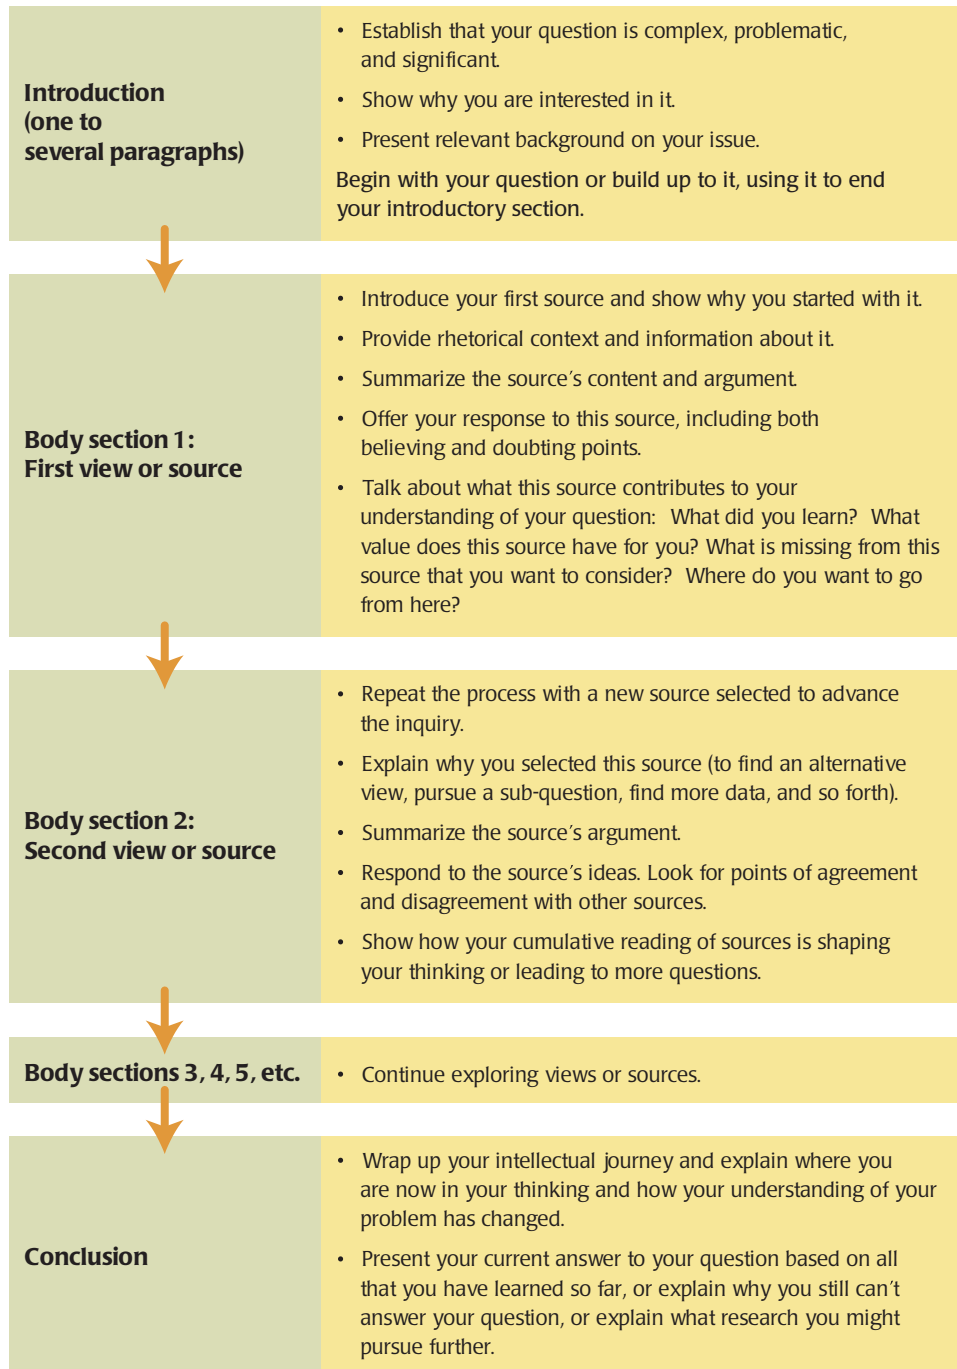 Introduction
(one to
several paragraphs)
• Establish that your question is complex, problematic,
and significant.
• Show why you are interested in it.
• Present relevant background on your issue.
Begin with your question or build up to it, using it to end
your introductory section.
Body section 1:
First view or source
• Introduce your first source and show why you started with it.
• Provide rhetorical context and information about it.
• Summarize the source's content and argument.
• Offer your response to this source, including both
believing and doubting points.
• Talk about what this source contributes to your
understanding of your question: What did you learn? What
value does this source have for you? What is missing from this
source that you want to consider? Where do you want to go
from here?
Body section 2:
Second view or source
• Repeat the process with a new source selected to advance
the inquiry.
• Explain why you selected this source (to find an alternative
view, pursue a sub-question, find more data, and so forth).
• Summarize the source's argument.
• Respond to the source's ideas. Look for points of agreement
and disagreement with other sources.
• Show how your cumulative reading of sources is shaping
your thinking or leading to more questions.
Body sections 3, 4, 5, etc.
• Continue exploring views or sources.
Conclusion
• Wrap up your intellectual journey and explain where you
are now in your thinking and how your understanding of your
problem has changed.
• Present your current answer to your question based on all
that you have learned so far, or explain why you still can't
answer your question, or explain what research you might
pursue further.